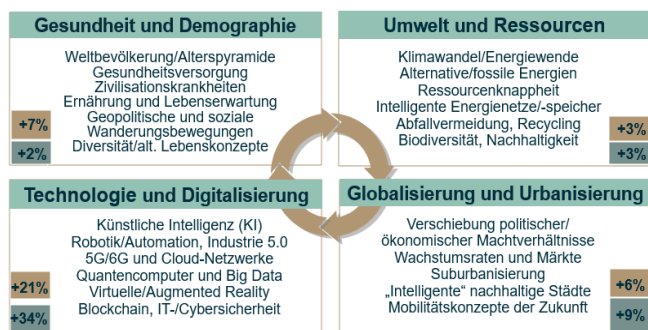 Gesundheit und Demographie
Weltbevölkerung/Alterspyramide
Gesundheitsversorgung
Zivilisationskrankheiten
Ernährung und Lebenserwartung
Geopolitische und soziale
Wanderungsbewegungen
Diversität/alt. Lebenskonzepte
+7%
+2%
Umwelt und Ressourcen
Klimawandel/Energiewende
Alternative/fossile Energien
Ressourcenknappheit
Intelligente Energienetze/-speicher
Abfallvermeidung, Recycling
Biodiversität, Nachhaltigkeit
+3%
+3%
Technologie und Digitalisierung
Künstliche Intelligenz (KI)
Robotik/Automation, Industrie 5.0
5G/6G und Cloud-Netzwerke
Quantencomputer und Big Data
Virtuelle/Augmented Reality
Blockchain, IT-/Cybersicherheit
+21%
+34%
Globalisierung und Urbanisierung
Verschiebung politischer/
ökonomischer Machtverhältnisse
Wachstumsraten und Märkte
Suburbanisierung
„Intelligente“ nachhaltige Städte
Mobilitätskonzepte der Zukunft
+6%
+9%